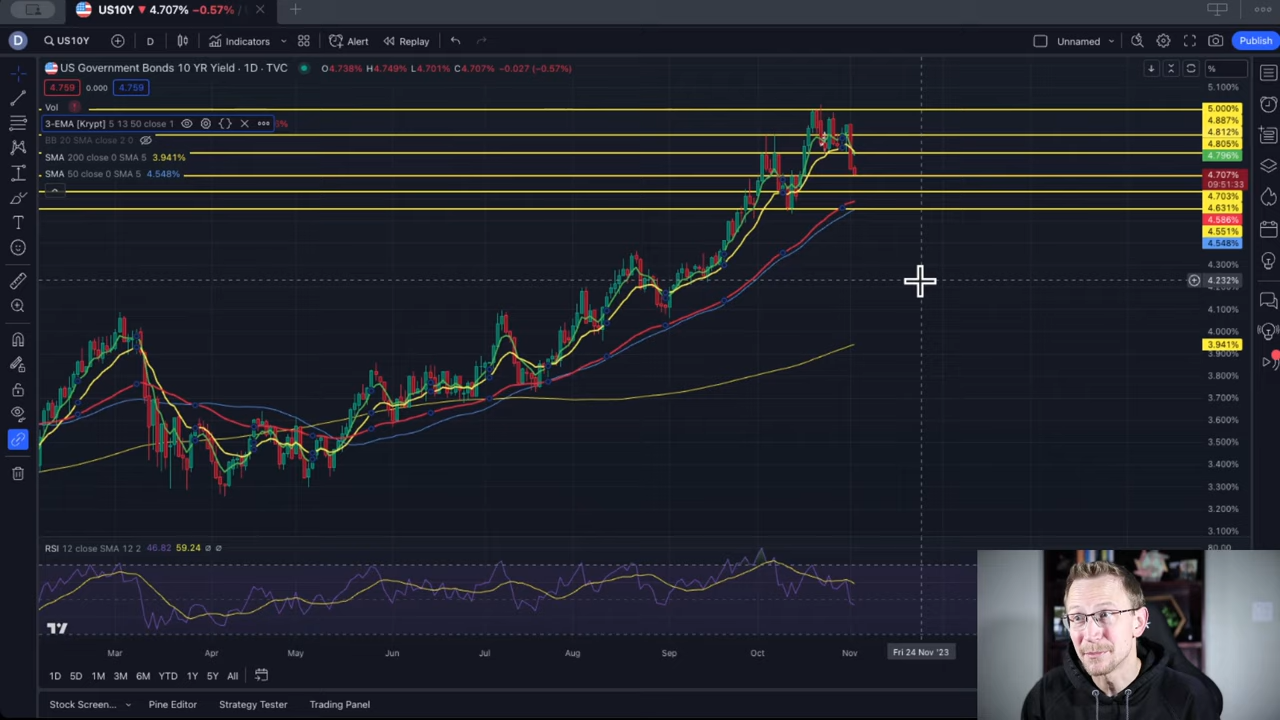 US10Y ▼ 4.707% −0.57% /
D US10Y D Indicators Alert Replay Unnamed Publish
US Government Bonds 10 YR Yield · 1D · TVC O4.738% H4.749% L4.701% C4.707% −0.027 (−0.57%)
%
4.759 0.000 4.759
5.100%
Vol
5.000%
4.887%
3-EMA [Krypt] 5 13 50 close 1
4.812%
BB 20 SMA close 2 0
4.805%
SMA 200 close 0 SMA 5 3.941%
4.796%
SMA 50 close 0 SMA 5 4.548%
4.707%
09:51:33
4.703%
4.631%
4.586%
4.551%
4.548%
4.300%
4.232%
4.100%
4.000%
3.941%
3.900%
3.800%
3.700%
3.600%
3.500%
3.400%
3.300%
3.200%
3.100%
RSI 12 close SMA 12 2 46.82 59.24 ø ø
80.00
Mar Apr May Jun Jul Aug Sep Oct Nov Fri 24 Nov '23
1D 5D 1M 3M 6M YTD 1Y 5Y All
Stock Screen... Pine Editor Strategy Tester Trading Panel